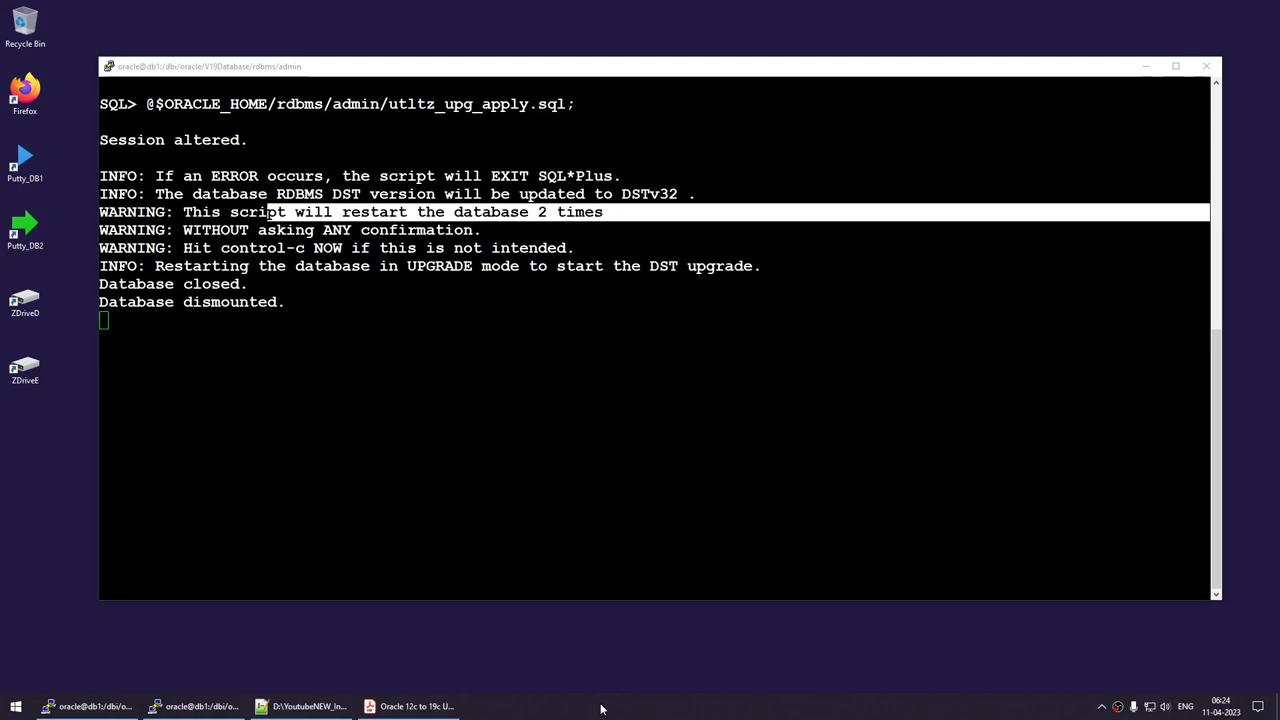 Recycle Bin
Firefox
Putty_DB1
Putty_DB2
ZDriveD
ZDriveE
oracle@db1:/dbi/oracle/V19Database/rdbms/admin
SQL> @$ORACLE_HOME/rdbms/admin/utltz_upg_apply.sql;
Session altered.
INFO: If an ERROR occurs, the script will EXIT SQL*Plus.
INFO: The database RDBMS DST version will be updated to DSTv32 .
WARNING: This script will restart the database 2 times
WARNING: WITHOUT asking ANY confirmation.
WARNING: Hit control-c NOW if this is not intended.
INFO: Restarting the database in UPGRADE mode to start the DST upgrade.
Database closed.
Database dismounted.
oracle@db1:/dbi/o...
oracle@db1:/dbi/o...
D:\YoutubeNEW_In...
Oracle 12c to 19c U...
ENG
06:24
11-04-2023